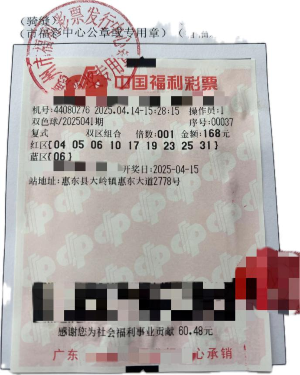 （骑缝）
（市福彩中心公章或专用章）（
中国福利彩票
机号:44080276 2025-04-14-15:28:15 操作员:1
双色球/2025041期 序号:00037
复式 双区组合 倍数:001 金额:168元
红区[04 05 06 10 17 19 23 25 31]
蓝区[06]
开奖日:2025-04-15
站地址:惠东县大岭镇惠东大道2778号
感谢您为社会福利事业贡献 60.48元
广东 心承销